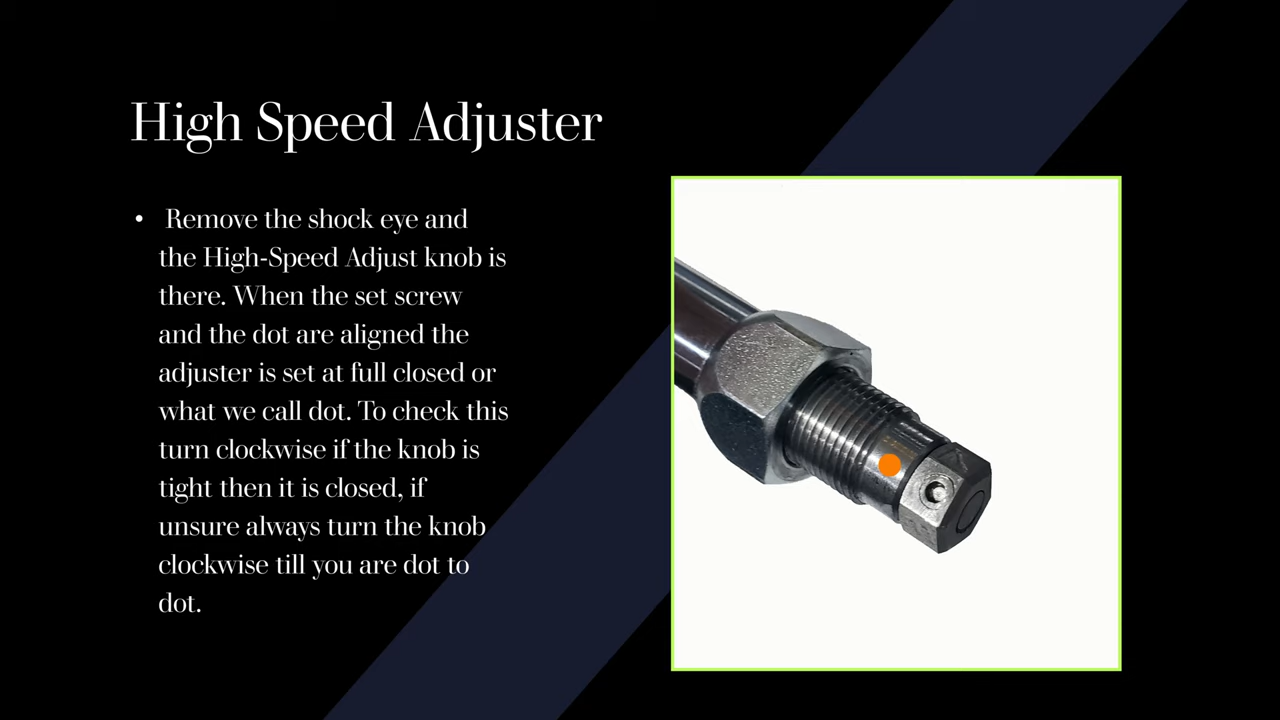 High Speed Adjuster
• Remove the shock eye and
the High-Speed Adjust knob is
there. When the set screw
and the dot are aligned the
adjuster is set at full closed or
what we call dot. To check this
turn clockwise if the knob is
tight then it is closed, if
unsure always turn the knob
clockwise till you are dot to
dot.